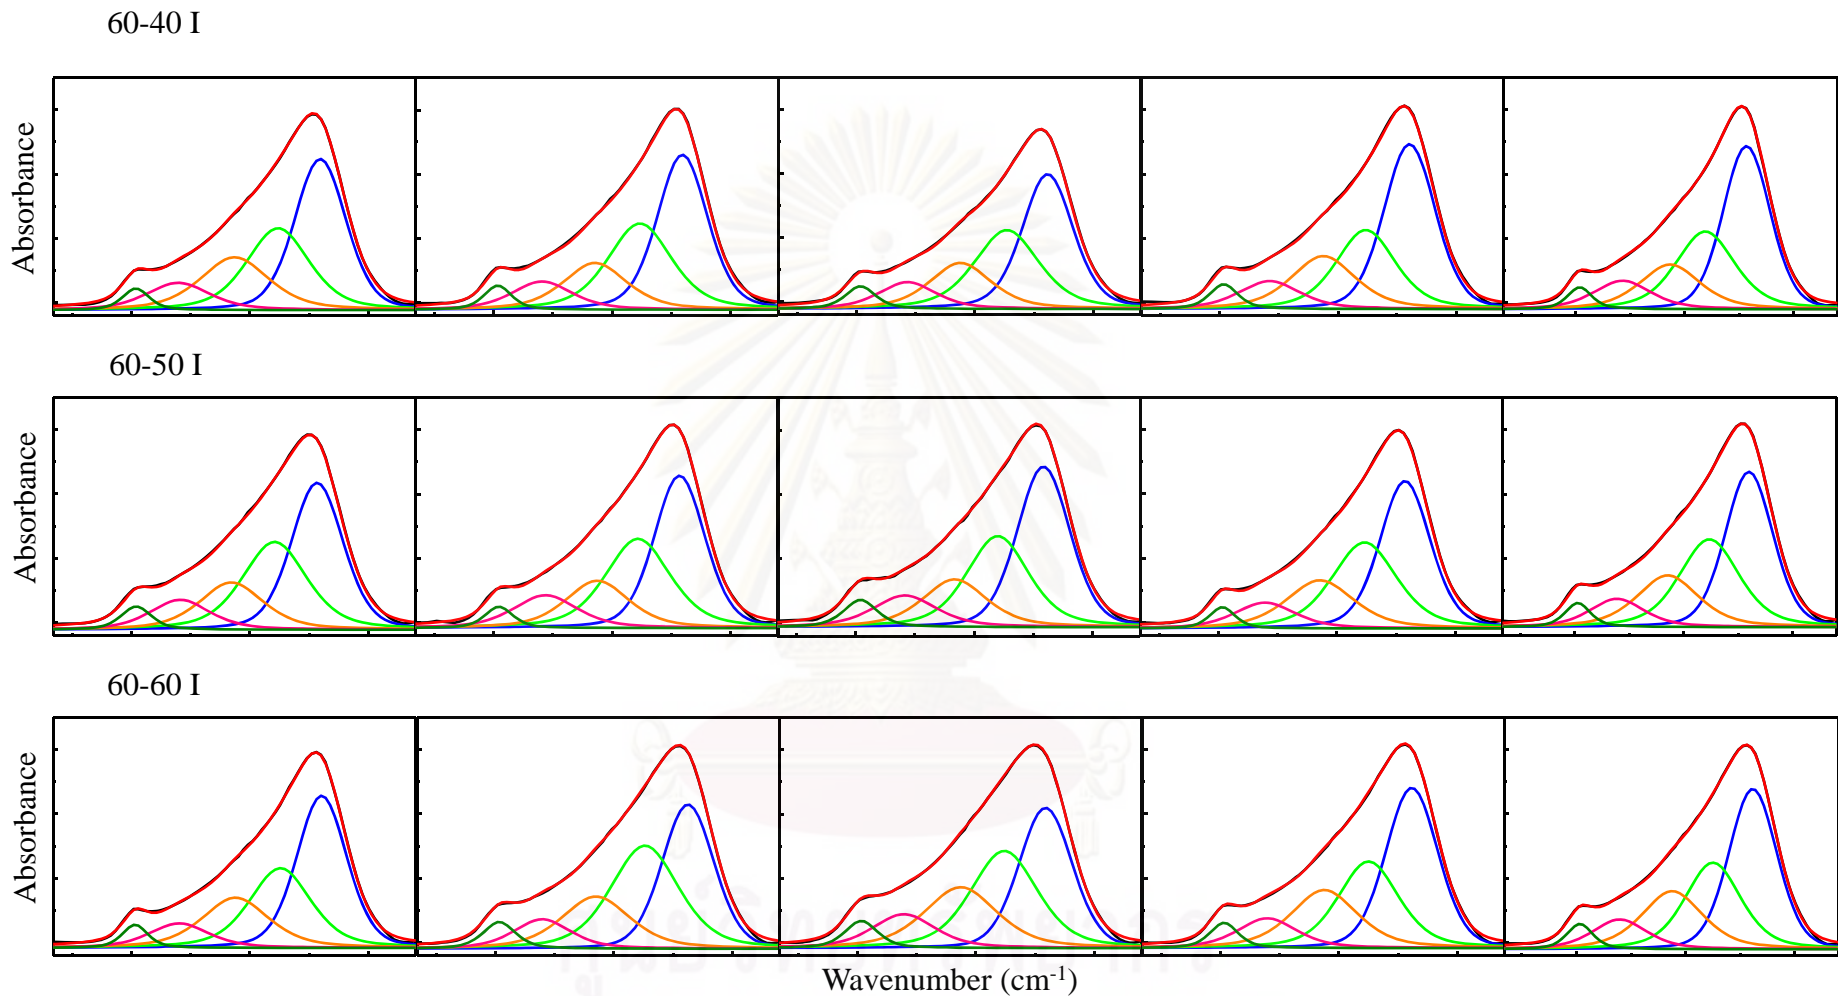 60-40 I
Absorbance
60-50 I
Absorbance
60-60 I
Absorbance
Wavenumber (cm⁻¹)